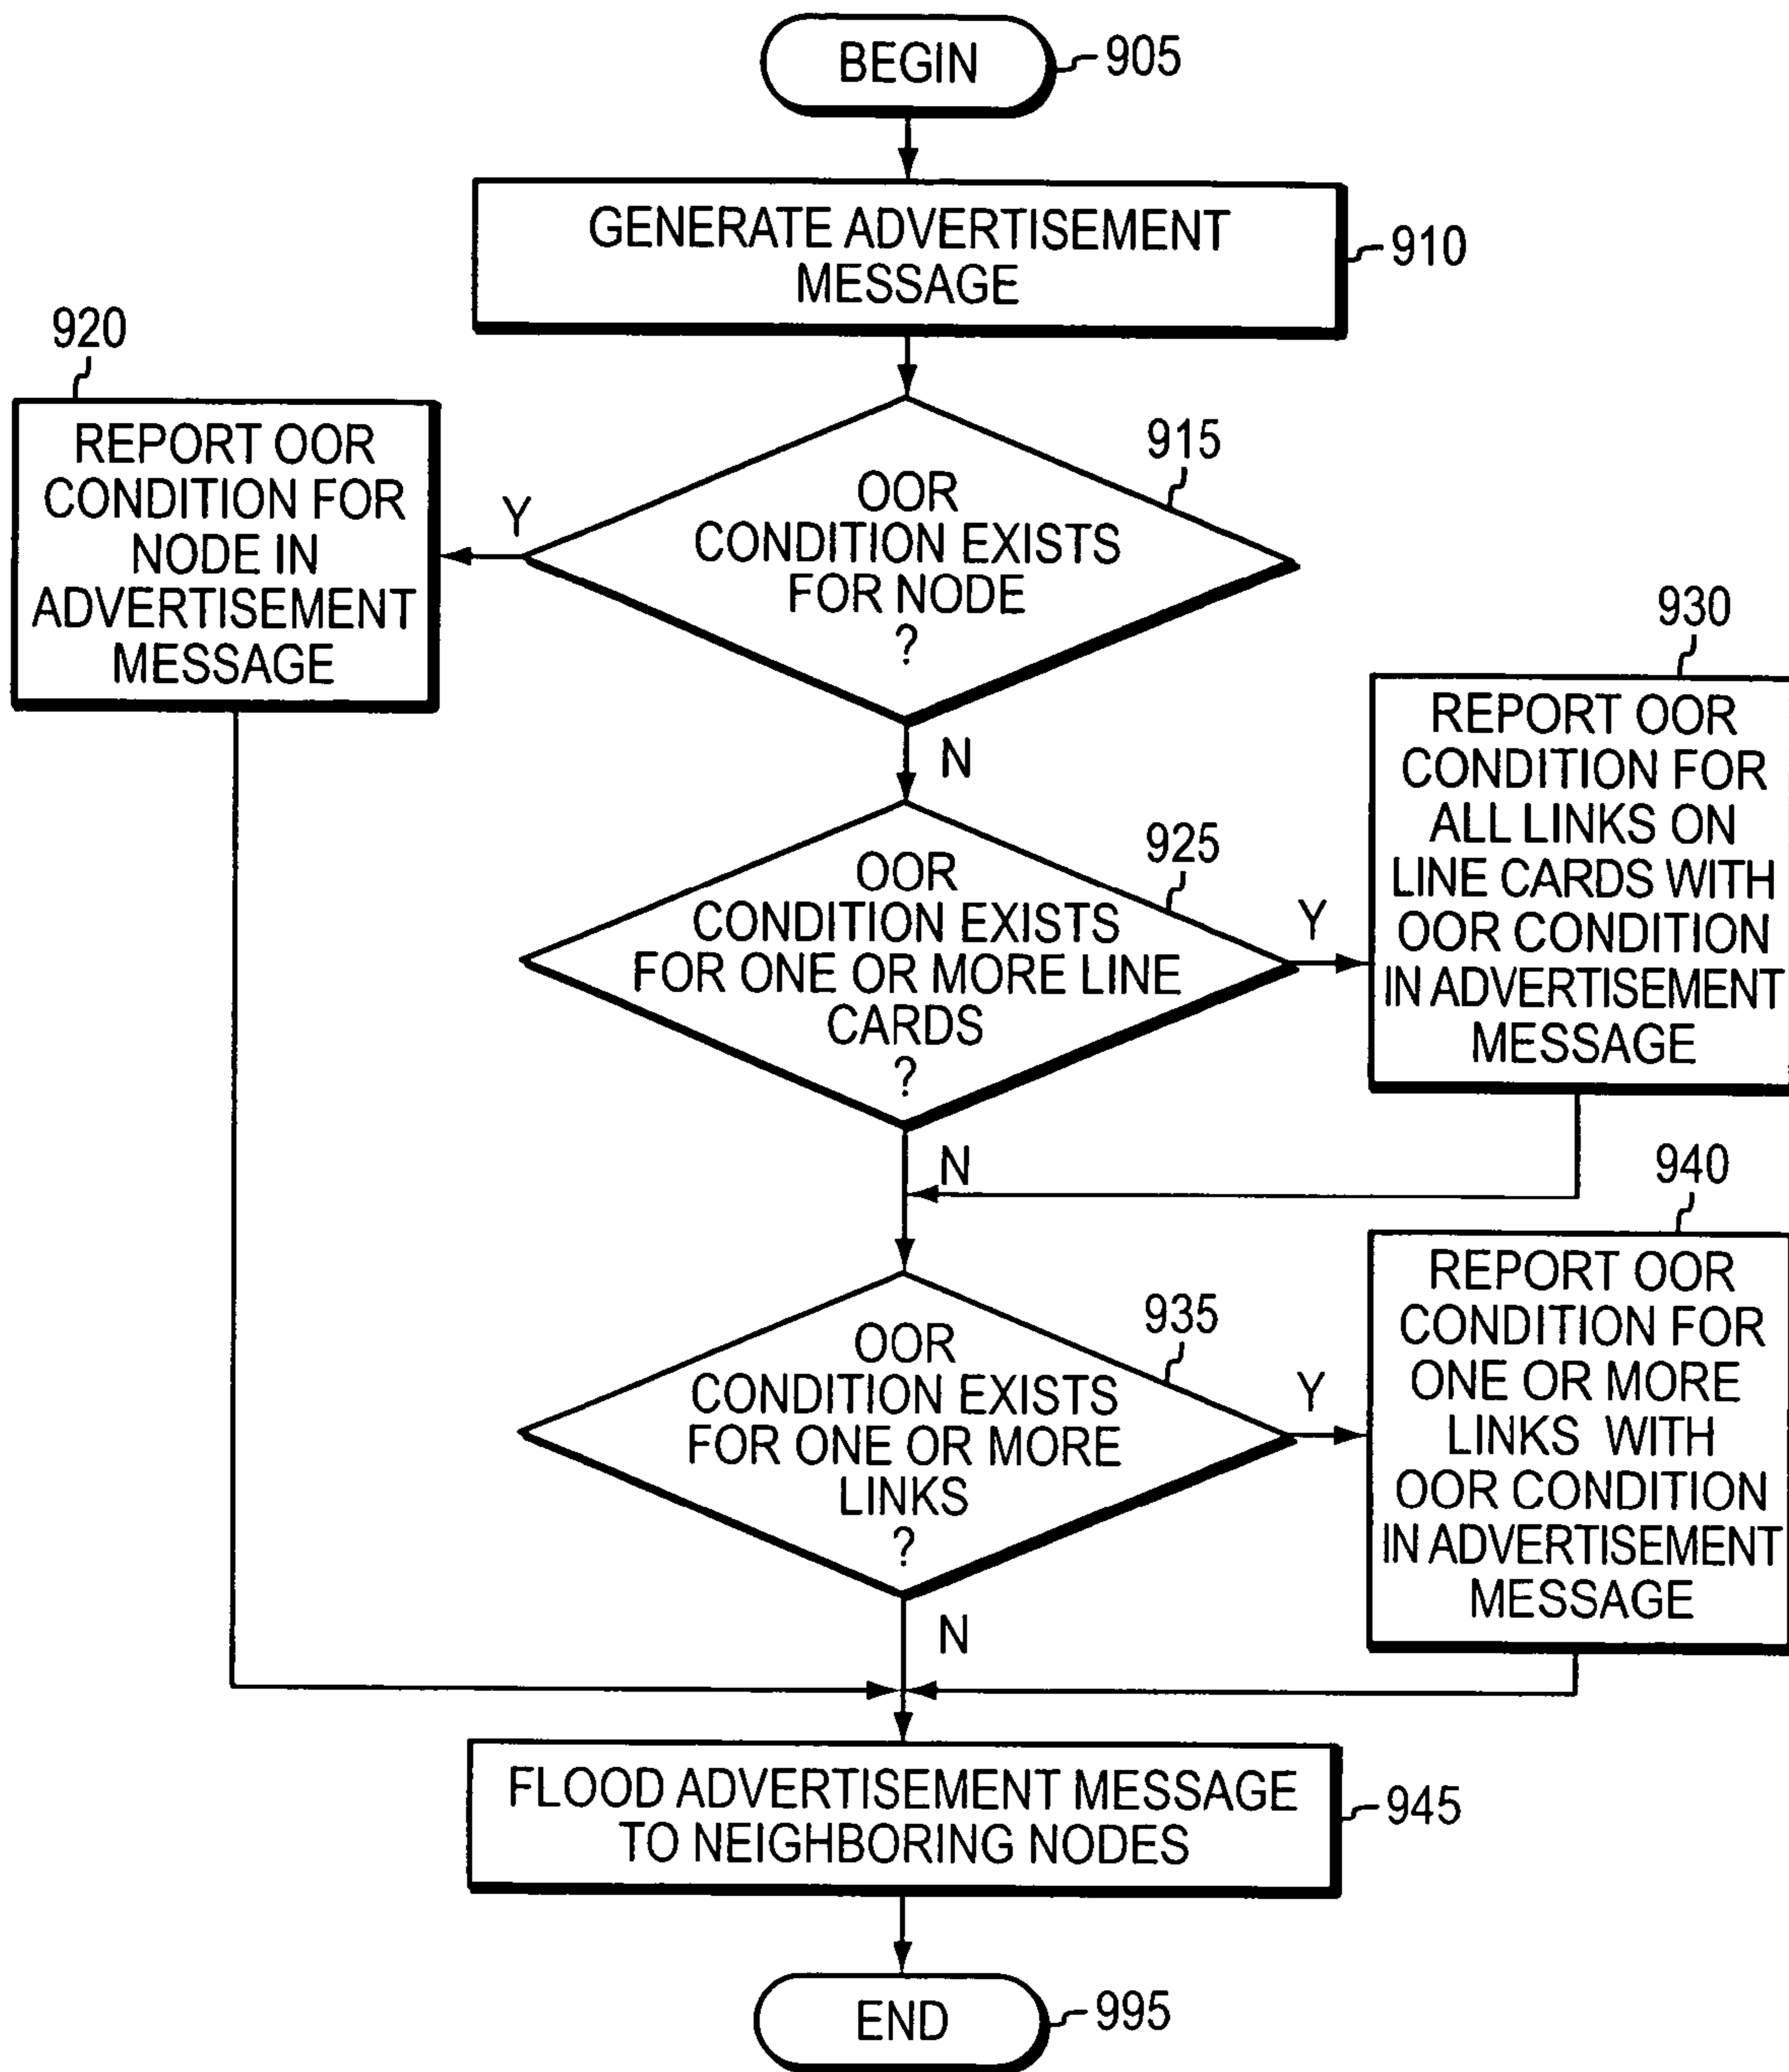 BEGIN
905
GENERATE ADVERTISEMENT
MESSAGE
910
920
REPORT OOR
CONDITION FOR
NODE IN
ADVERTISEMENT
MESSAGE
Y
915
OOR
CONDITION EXISTS
FOR NODE
?
N
925
OOR
CONDITION EXISTS
FOR ONE OR MORE LINE
CARDS
?
Y
930
REPORT OOR
CONDITION FOR
ALL LINKS ON
LINE CARDS WITH
OOR CONDITION
IN ADVERTISEMENT
MESSAGE
N
935
OOR
CONDITION EXISTS
FOR ONE OR MORE
LINKS
?
Y
940
REPORT OOR
CONDITION FOR
ONE OR MORE
LINKS WITH
OOR CONDITION
IN ADVERTISEMENT
MESSAGE
N
FLOOD ADVERTISEMENT MESSAGE
TO NEIGHBORING NODES
945
END
995